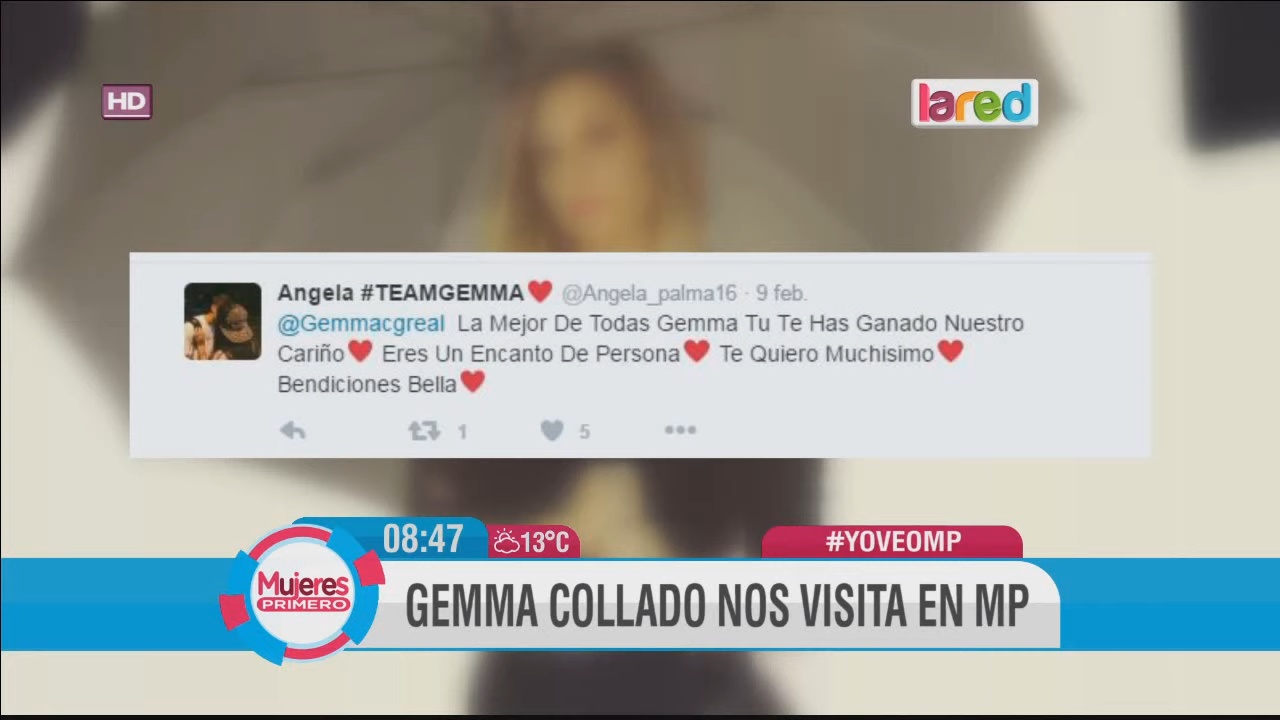 HD
lared
Angela #TEAMGEMMA❤ @Angela_palma16 · 9 feb.
@Gemmacgreal La Mejor De Todas Gemma Tu Te Has Ganado Nuestro
Cariño❤ Eres Un Encanto De Persona❤ Te Quiero Muchisimo❤
Bendiciones Bella❤
1 5
08:47 13°C
#YOVEOMP
Mujeres
PRIMERO
GEMMA COLLADO NOS VISITA EN MP